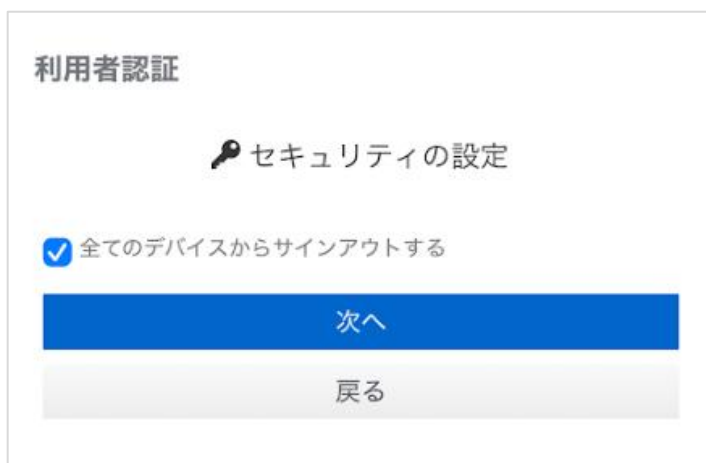 利用者認証
セキュリティの設定
全てのデバイスからサインアウトする
次へ
戻る